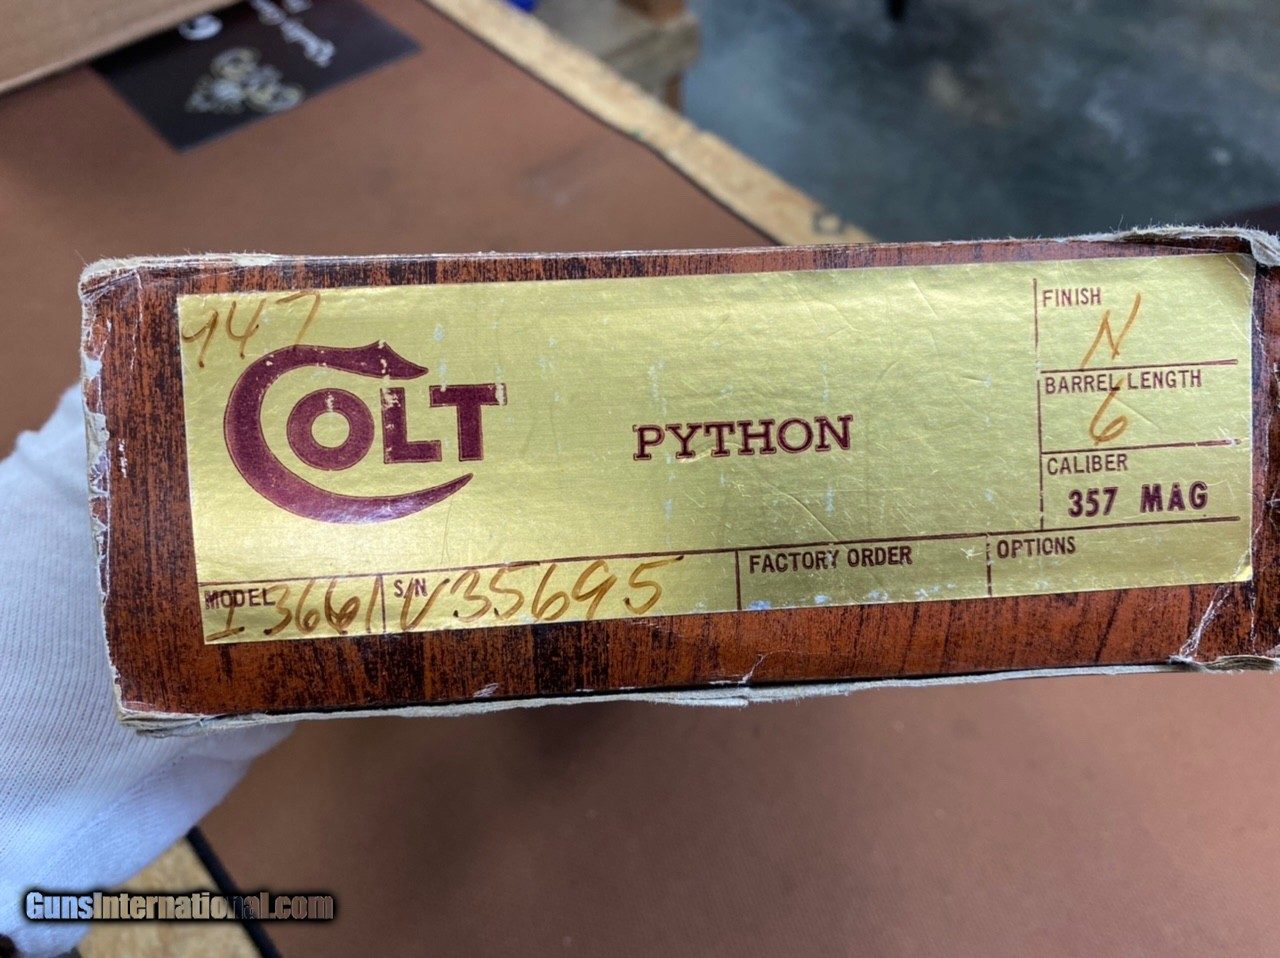 947
COLT
PYTHON
FINISH
N
BARREL LENGTH
6
CALIBER
357 MAG
MODEL
I3661
S/N
V35695
FACTORY ORDER
OPTIONS
GunsInternational.com